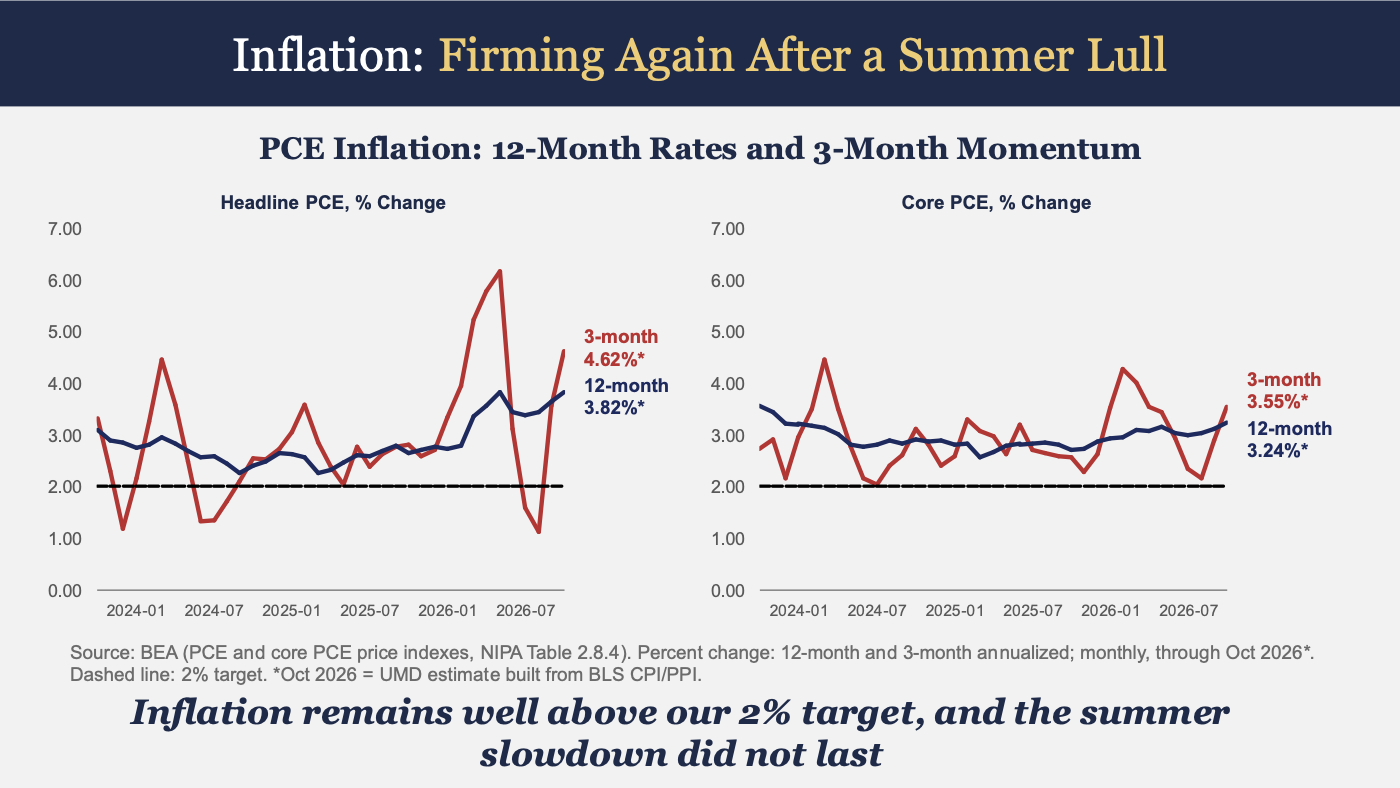 Inflation: Firming Again After a Summer Lull
PCE Inflation: 12-Month Rates and 3-Month Momentum
Headline PCE, % Change
7.00
6.00
5.00
4.00
3.00
2.00
1.00
0.00
2024-01 2024-07 2025-01 2025-07 2026-01 2026-07
3-month
4.62%*
12-month
3.82%*
Core PCE, % Change
7.00
6.00
5.00
4.00
3.00
2.00
1.00
0.00
2024-01 2024-07 2025-01 2025-07 2026-01 2026-07
3-month
3.55%*
12-month
3.24%*
Source: BEA (PCE and core PCE price indexes, NIPA Table 2.8.4). Percent change: 12-month and 3-month annualized; monthly, through Oct 2026*.
Dashed line: 2% target. *Oct 2026 = UMD estimate built from BLS CPI/PPI.
Inflation remains well above our 2% target, and the summer
slowdown did not last